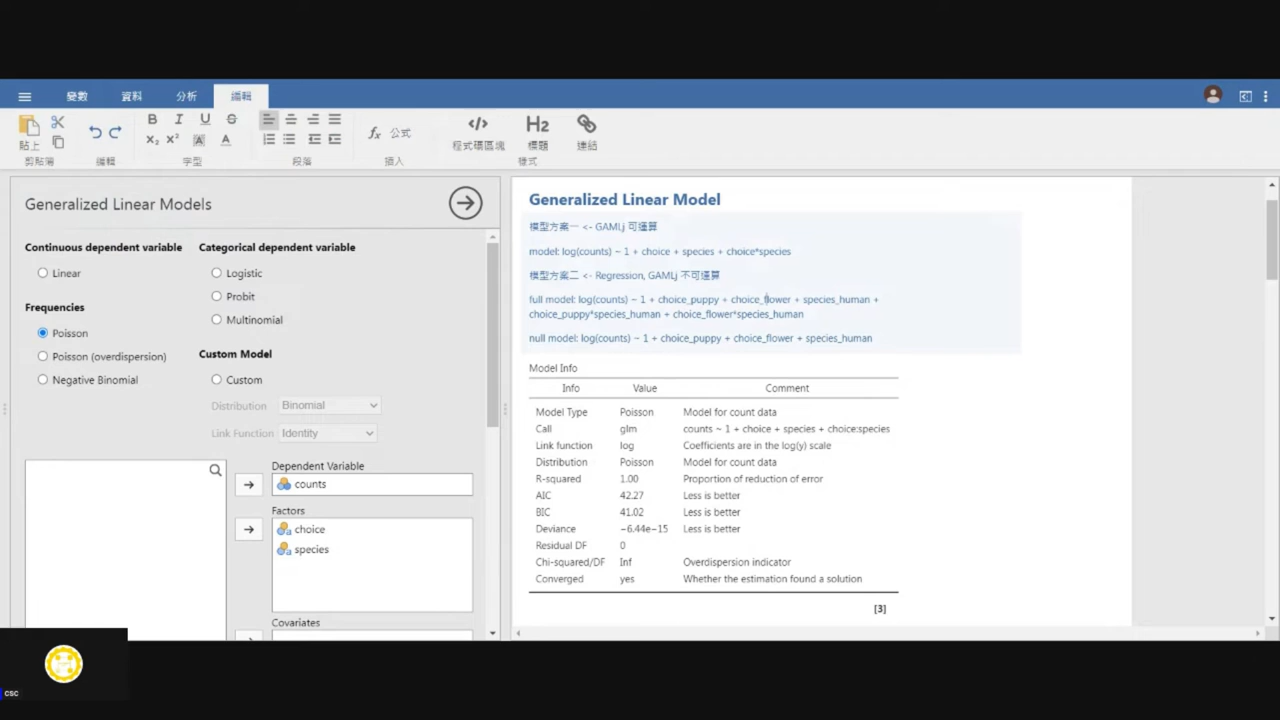 變數 資料 分析 編輯
貼上
剪貼簿 編輯
B I U S
字型
段落
fx 公式
插入
</> H2
程式碼區塊 標題 連結
樣式
Generalized Linear Models
Continuous dependent variable
Linear
Frequencies
Poisson
Poisson (overdispersion)
Negative Binomial
Categorical dependent variable
Logistic
Probit
Multinomial
Custom Model
Custom
Distribution Binomial
Link Function Identity
Dependent Variable
counts
Factors
choice
species
Covariates
Generalized Linear Model
模型方案一 <- GAMLj 可運算
model: log(counts) ~ 1 + choice + species + choice*species
模型方案二 <- Regression, GAMLj 不可運算
full model: log(counts) ~ 1 + choice_puppy + choice_flower + species_human +
choice_puppy*species_human + choice_flower*species_human
null model: log(counts) ~ 1 + choice_puppy + choice_flower + species_human
Model Info
Info Value Comment
Model Type Poisson Model for count data
Call glm counts ~ 1 + choice + species + choice:species
Link function log Coefficients are in the log(y) scale
Distribution Poisson Model for count data
R-squared 1.00 Proportion of reduction of error
AIC 42.27 Less is better
BIC 41.02 Less is better
Deviance −6.44e−15 Less is better
Residual DF 0
Chi-squared/DF Inf Overdispersion indicator
Converged yes Whether the estimation found a solution
[3]
csc